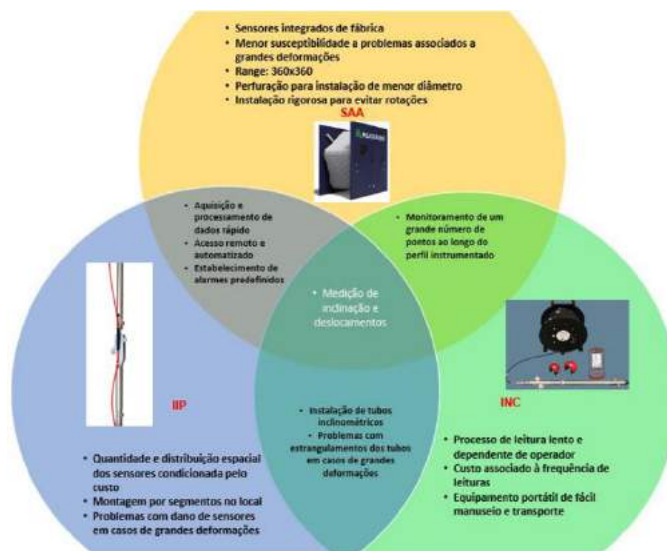 • Sensores integrados de fábrica
• Menor susceptibilidade a problemas associados a
grandes deformações
• Range: 360x360
• Perfuração para instalação de menor diâmetro
• Instalação rigorosa para evitar rotações
SAA
• Aquisição e
processamento de
dados rápido
• Acesso remoto e
automatizado
• Estabelecimento de
alarmes predefinidos
• Monitoramento de um
grande número de
pontos ao longo do
perfil instrumentado
• Medição de
inclinação e
deslocamentos
IIP
INC
• Instalação de tubos
inclinométricos
• Problemas com
estrangulamentos dos tubos
em casos de grandes
deformações
• Quantidade e distribuição espacial
dos sensores condicionada pelo
custo
• Montagem por segmentos no local
• Problemas com dano de sensores
em casos de grandes deformações
• Processo de leitura lento e
dependente de operador
• Custo associado à frequência de
leituras
• Equipamento portátil de fácil
manuseio e transporte